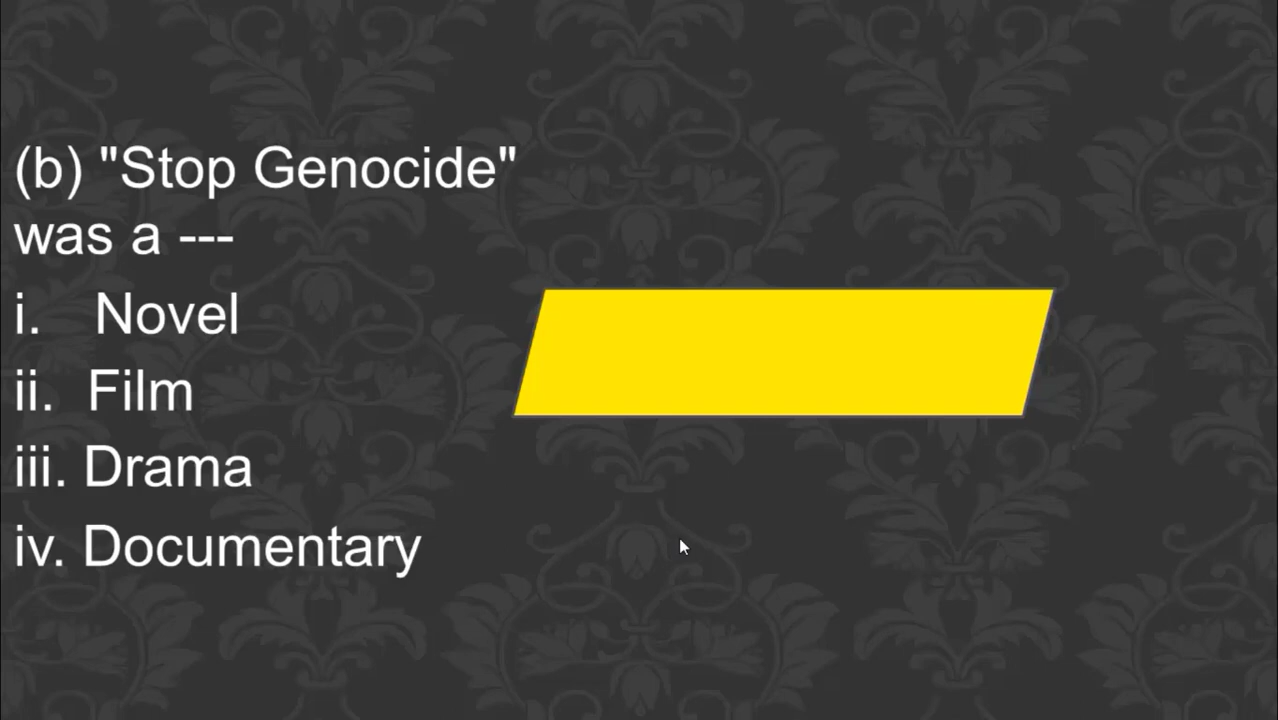 (b) "Stop Genocide"
was a ---
i. Novel
ii. Film
iii. Drama
iv. Documentary